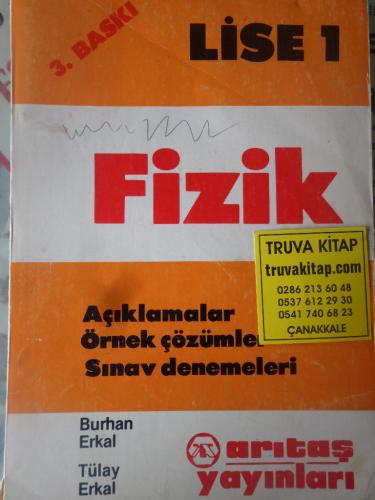 LİSE 1
3. BASKI
Fizik
TRUVA KİTAP
truvakitap.com
0286 213 60 48
0537 612 29 30
0541 740 68 23
ÇANAKKALE
Açıklamalar
Örnek çözümle
Sınav denemeleri
Burhan
Erkal
Tülay
Erkal
arıtaş
yayınları